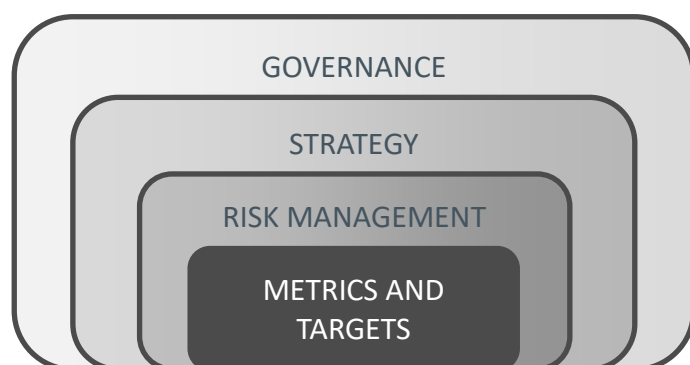 GOVERNANCE
STRATEGY
RISK MANAGEMENT
METRICS AND
TARGETS